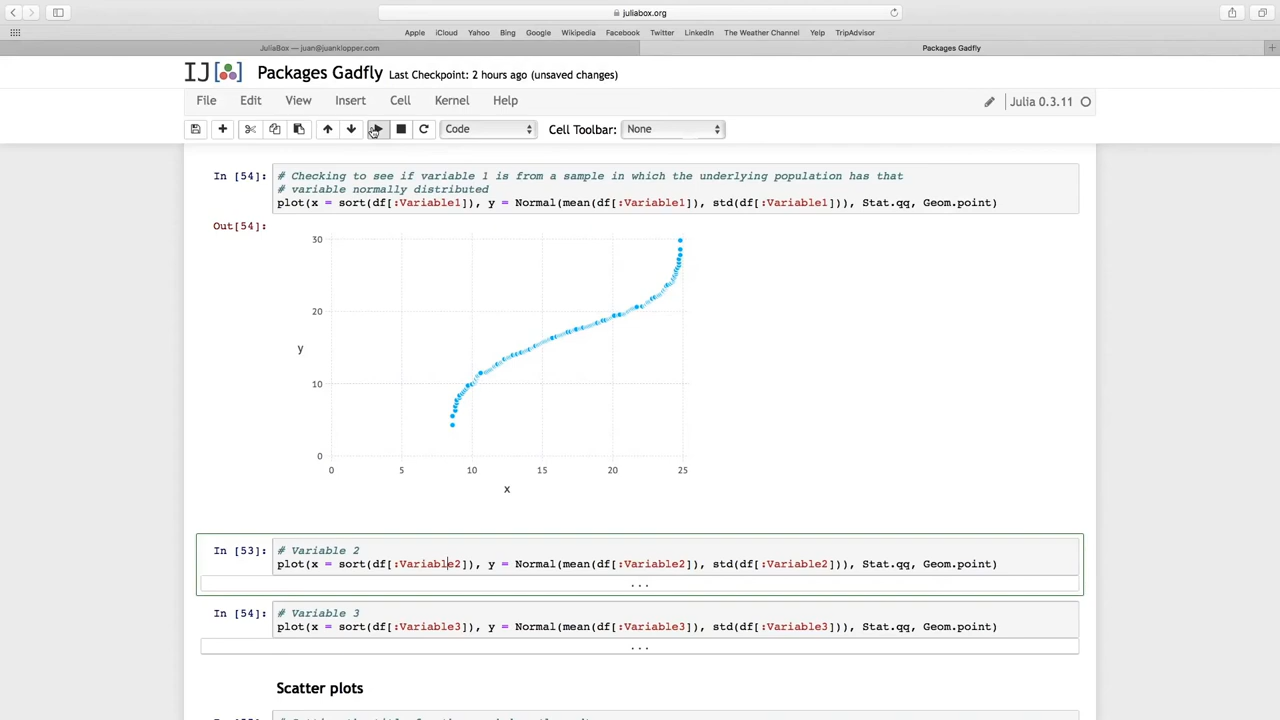 juliabox.org
Apple iCloud Yahoo Bing Google Wikipedia Facebook Twitter LinkedIn The Weather Channel Yelp TripAdvisor
JuliaBox — juan@juanklopper.com
Packages Gadfly
IJ[ ] Packages Gadfly Last Checkpoint: 2 hours ago (unsaved changes)
File Edit View Insert Cell Kernel Help
Julia 0.3.11
Code
Cell Toolbar:
None
In [54]:
# Checking to see if variable 1 is from a sample in which the underlying population has that
# variable normally distributed
plot(x = sort(df[:Variable1]), y = Normal(mean(df[:Variable1]), std(df[:Variable1])), Stat.qq, Geom.point)
Out[54]:
30
20
y
10
0
0 5 10 15 20 25
x
In [53]:
# Variable 2
plot(x = sort(df[:Variable2]), y = Normal(mean(df[:Variable2]), std(df[:Variable2])), Stat.qq, Geom.point)
...
In [54]:
# Variable 3
plot(x = sort(df[:Variable3]), y = Normal(mean(df[:Variable3]), std(df[:Variable3])), Stat.qq, Geom.point)
...
Scatter plots